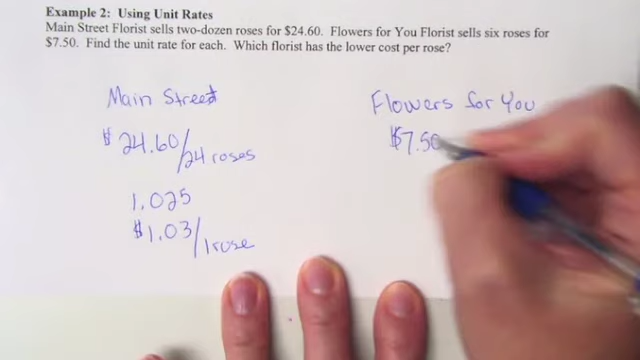 Example 2: Using Unit Rates
Main Street Florist sells two-dozen roses for $24.60. Flowers for You Florist sells six roses for
$7.50. Find the unit rate for each. Which florist has the lower cost per rose?
Main Street
Flowers for You
$24.60/24 roses
$7.50
1.025
$1.03/1rose